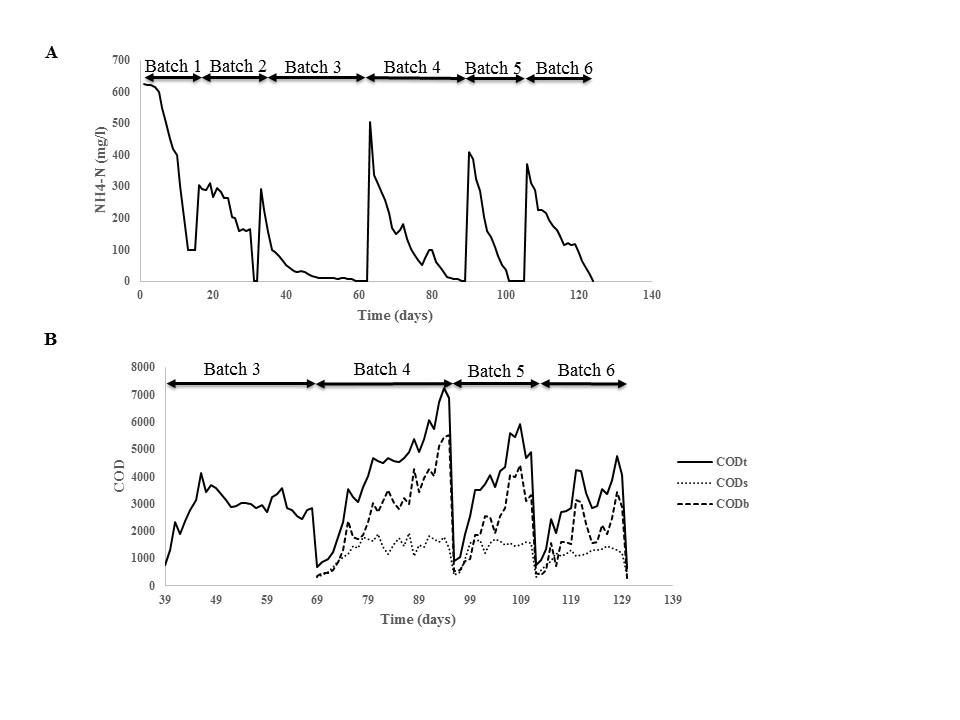 A
Batch 1 Batch 2 Batch 3 Batch 4 Batch 5 Batch 6
700
600
500
400
300
200
100
0
NH4-N (mg/l)
0 20 40 60 80 100 120 140
Time (days)
B
Batch 3 Batch 4 Batch 5 Batch 6
8000
7000
6000
5000
4000
3000
2000
1000
0
COD
39 49 59 69 79 89 99 109 119 129 139
Time (days)
CODt
CODs
CODb